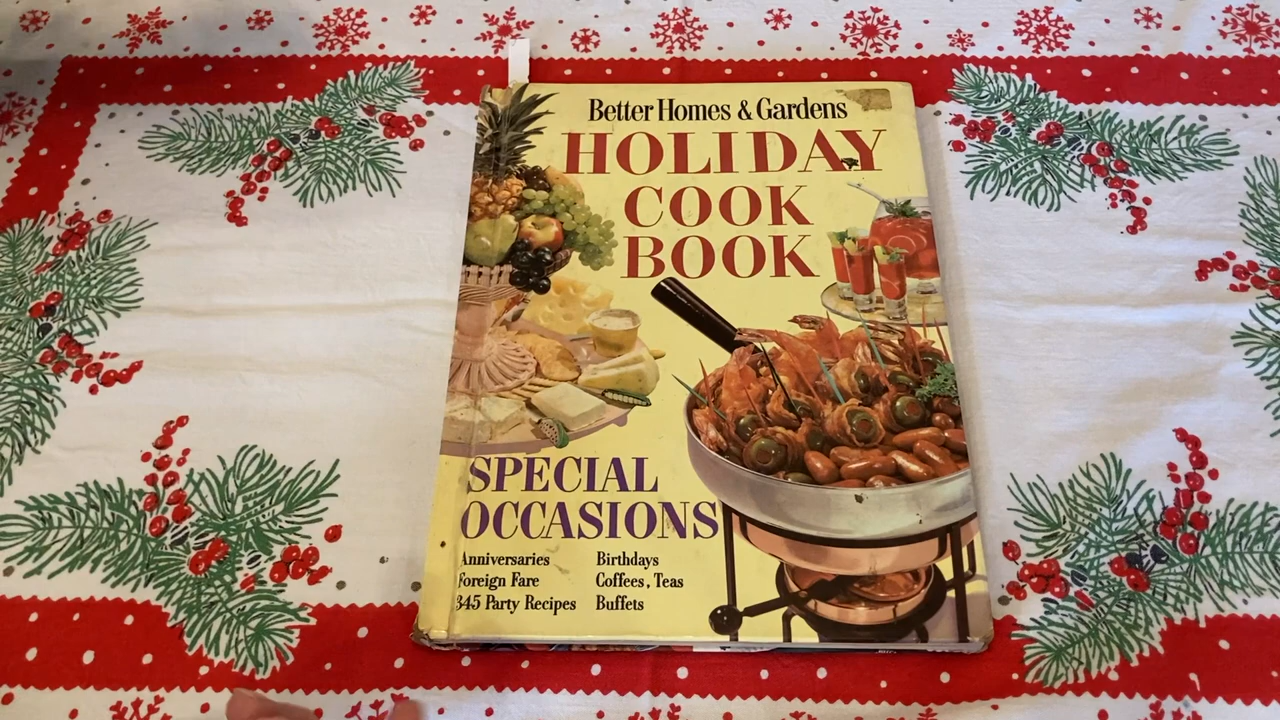 Better Homes & Gardens
HOLIDAY
COOK
BOOK
SPECIAL
OCCASIONS
Anniversaries
Foreign Fare
345 Party Recipes
Birthdays
Coffees, Teas
Buffets